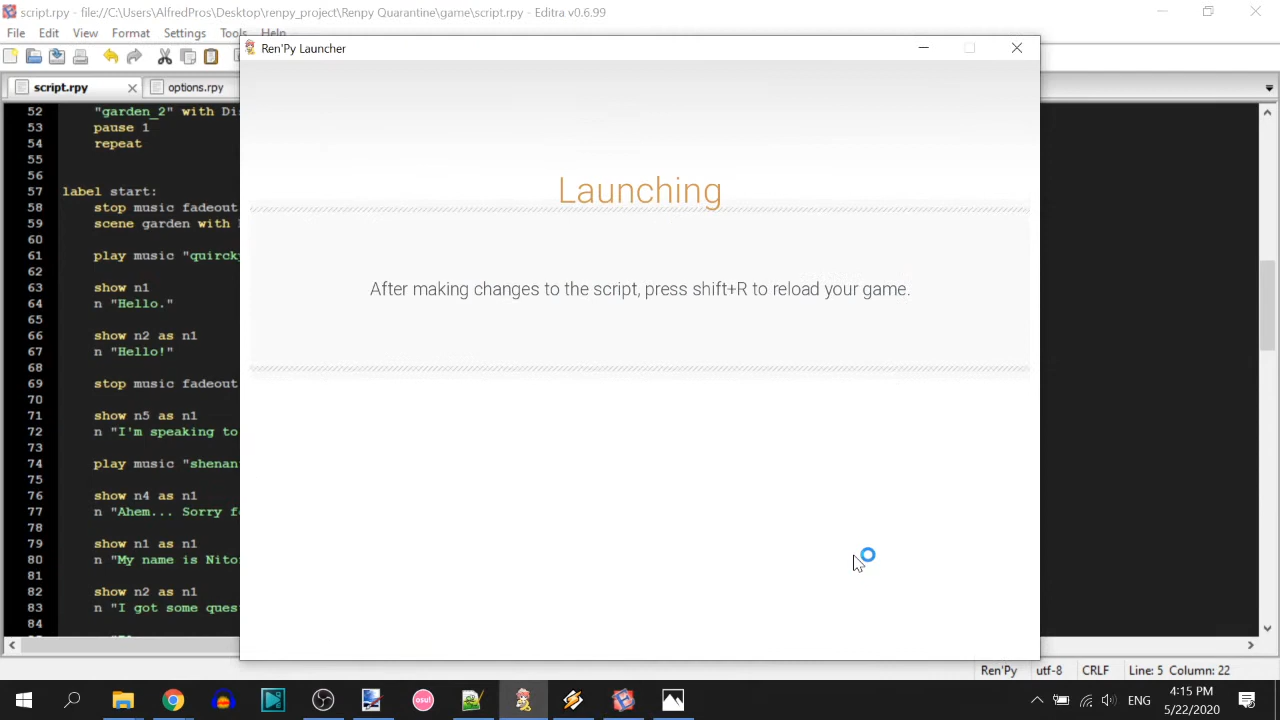 script.rpy - file://C:\Users\AlfredPros\Desktop\renpy_project\Renpy Quarantine\game\script.rpy - Editra v0.6.99
File Edit View Format Settings Tools Help
Ren'Py Launcher
script.rpy options.rpy
Launching
After making changes to the script, press shift+R to reload your game.
52 "garden_2" with
53 pause 1
54 repeat
55
56
57 label start:
58 stop music fadeout
59 scene garden with
60
61 play music
62
63 show n1
64 n "Hello."
65
66 show n2 as n1
67 n "Hello!"
68
69 stop music fadeout
70
71 show n5 as n1
72 n "I'm speaking to
73
74 play music
75
76 show n4 as n1
77 n "Ahem... Sorry
78
79 show n1 as n1
80 n "My name is
81
82 show n2 as n1
83 n "I got some
84
Ren'Py utf-8 CRLF Line: 5 Column: 22
osu!
ENG
4:15 PM
5/22/2020